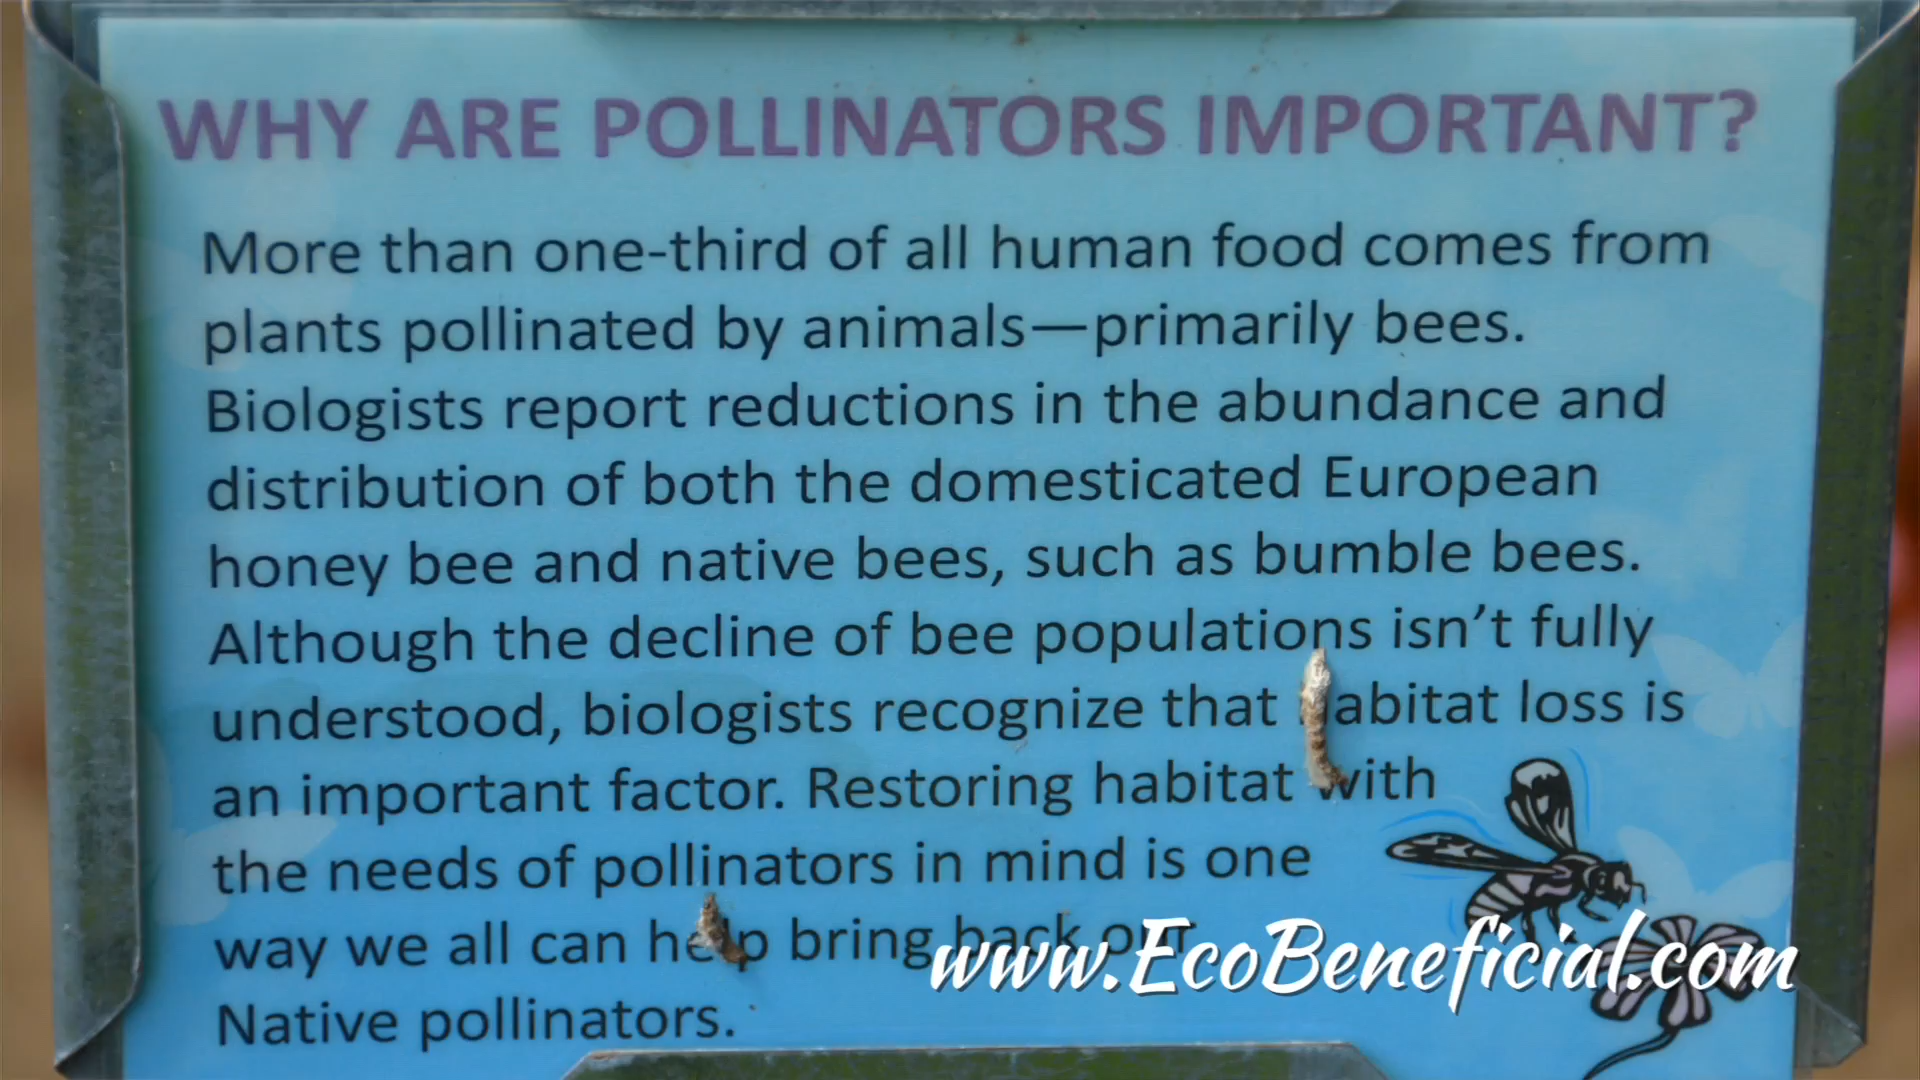 WHY ARE POLLINATORS IMPORTANT?
More than one-third of all human food comes from
plants pollinated by animals—primarily bees.
Biologists report reductions in the abundance and
distribution of both the domesticated European
honey bee and native bees, such as bumble bees.
Although the decline of bee populations isn't fully
understood, biologists recognize that habitat loss is
an important factor. Restoring habitat with
the needs of pollinators in mind is one
way we all can help bring back our
Native pollinators.
www.EcoBeneficial.com